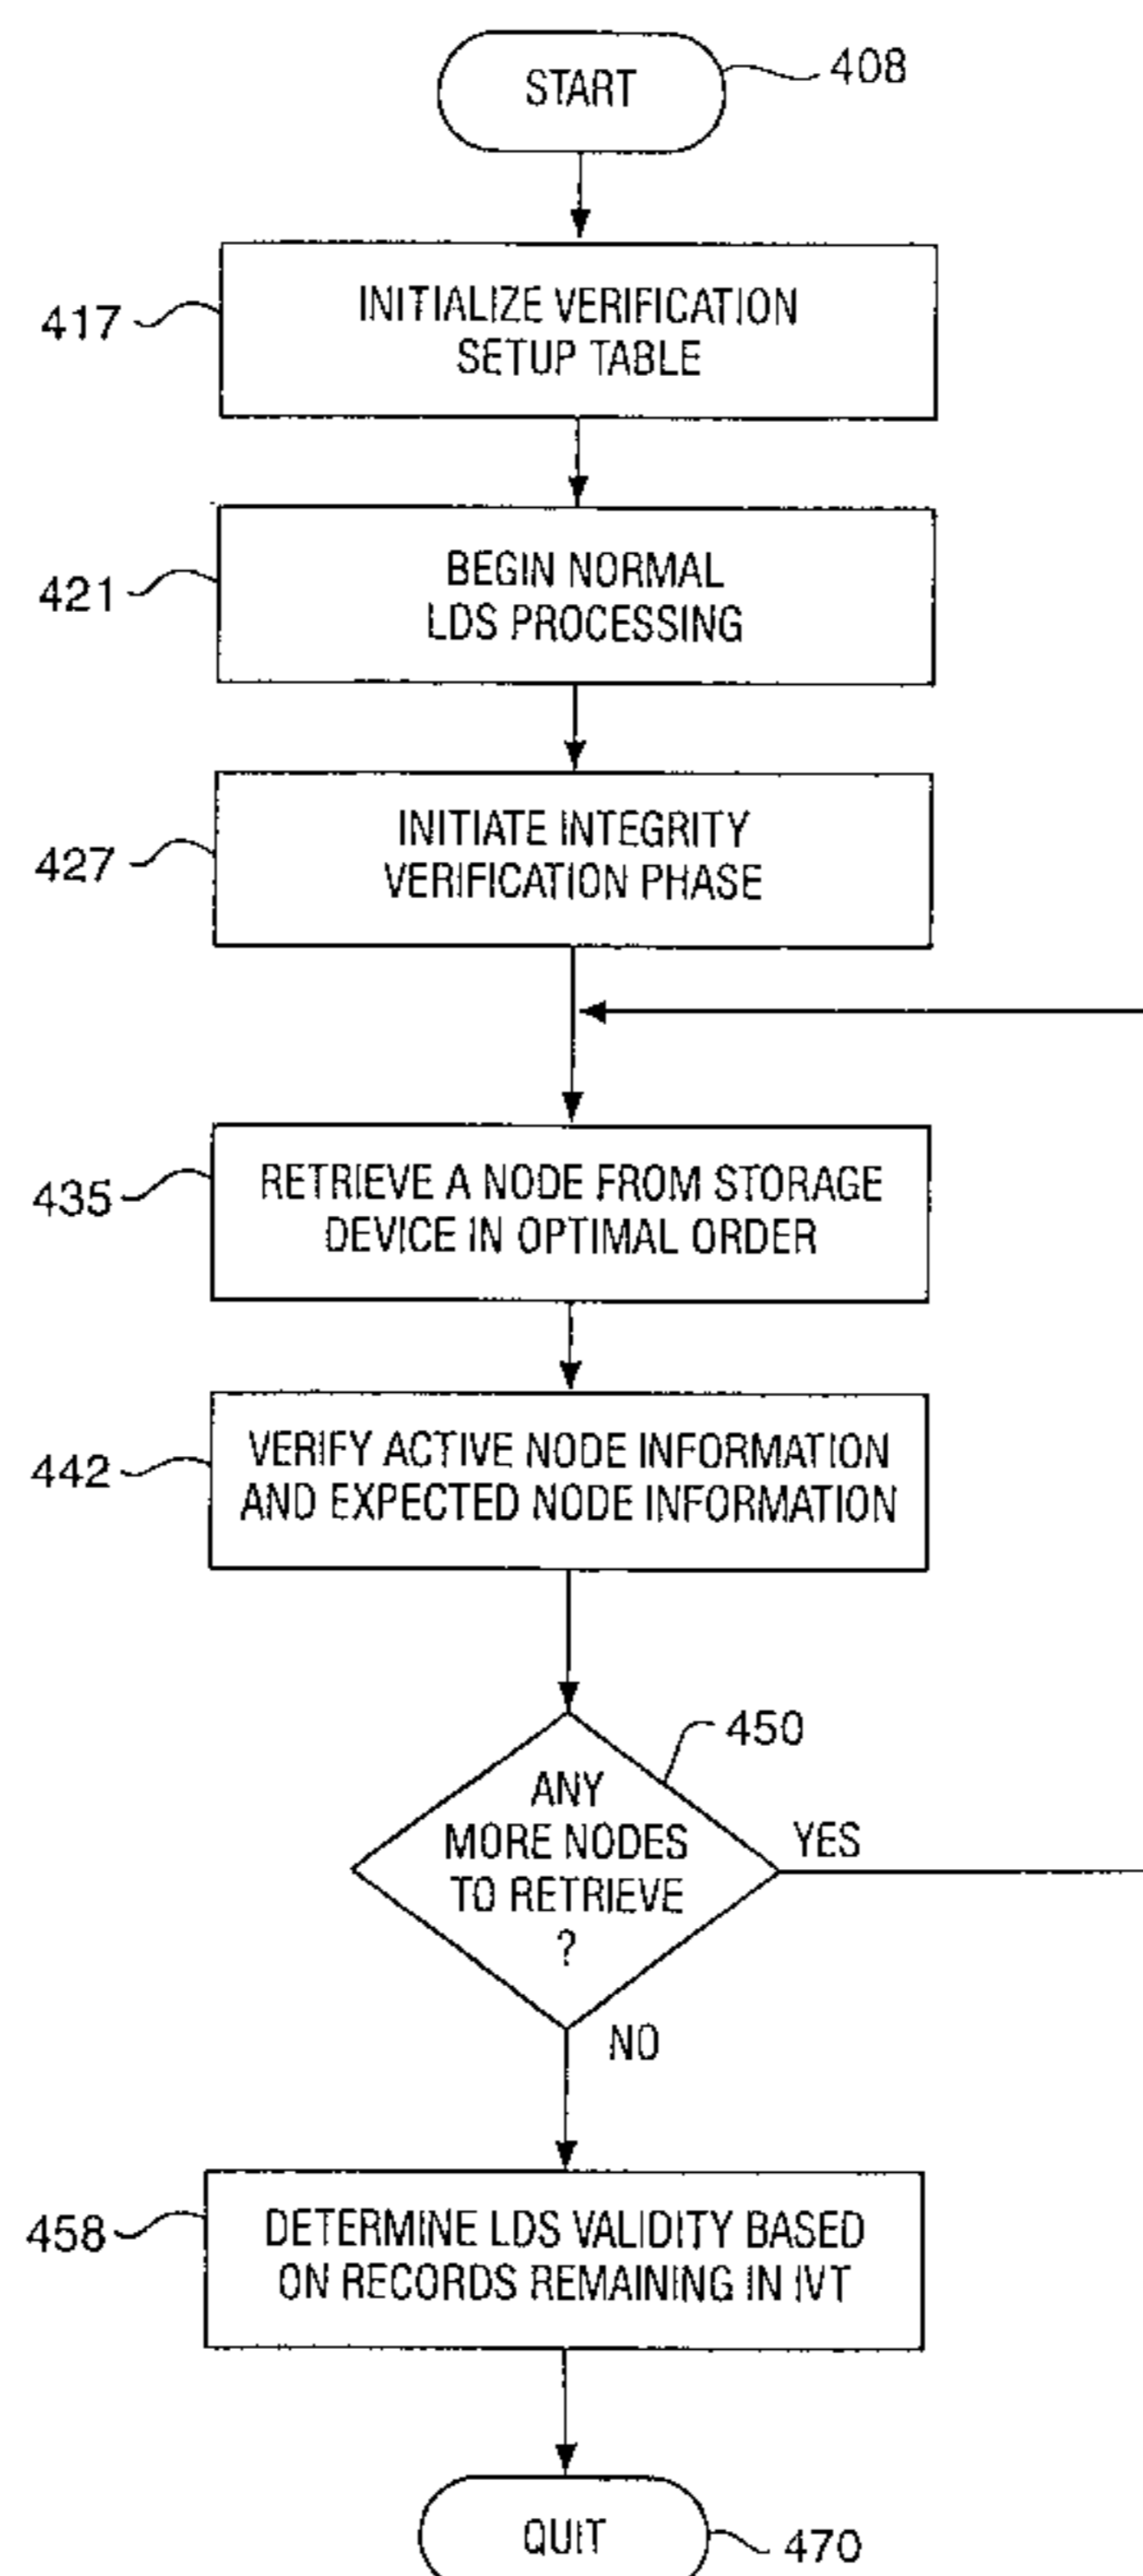 START
408
417
INITIALIZE VERIFICATION
SETUP TABLE
421
BEGIN NORMAL
LDS PROCESSING
427
INITIATE INTEGRITY
VERIFICATION PHASE
435
RETRIEVE A NODE FROM STORAGE
DEVICE IN OPTIMAL ORDER
442
VERIFY ACTIVE NODE INFORMATION
AND EXPECTED NODE INFORMATION
450
ANY
MORE NODES
TO RETRIEVE
?
YES
NO
458
DETERMINE LDS VALIDITY BASED
ON RECORDS REMAINING IN IVT
QUIT
470